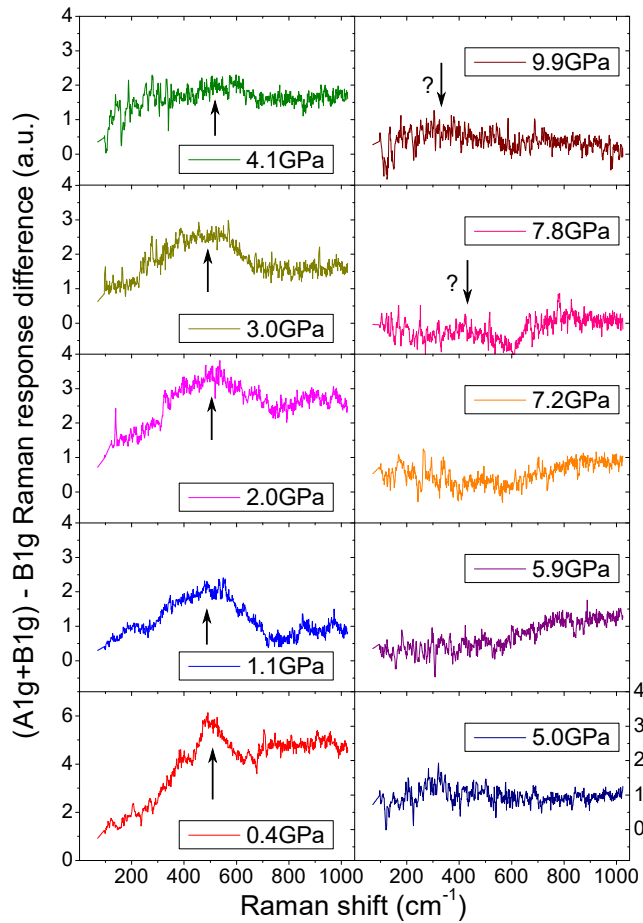 (A1g+B1g) - B1g Raman response difference (a.u.)
4
3
2
1
0
4.1GPa
4
3
2
1
0
3.0GPa
4
3
2
1
0
2.0GPa
4
3
2
1
0
1.1GPa
6
4
2
0
0.4GPa
200 400 600 800 1000
?
9.9GPa
?
7.8GPa
7.2GPa
5.9GPa
4
3
2
1
0
5.0GPa
200 400 600 800 1000
Raman shift (cm-1)